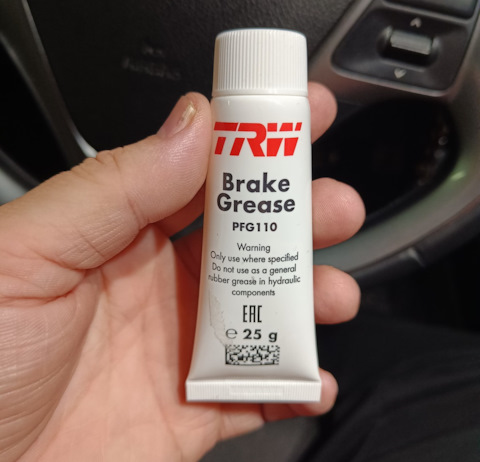 TRW
Brake
Grease
PFG110
Warning
Only use where specified
Do not use as a general
rubber grease in hydraulic
components
EAC
℮ 25 g